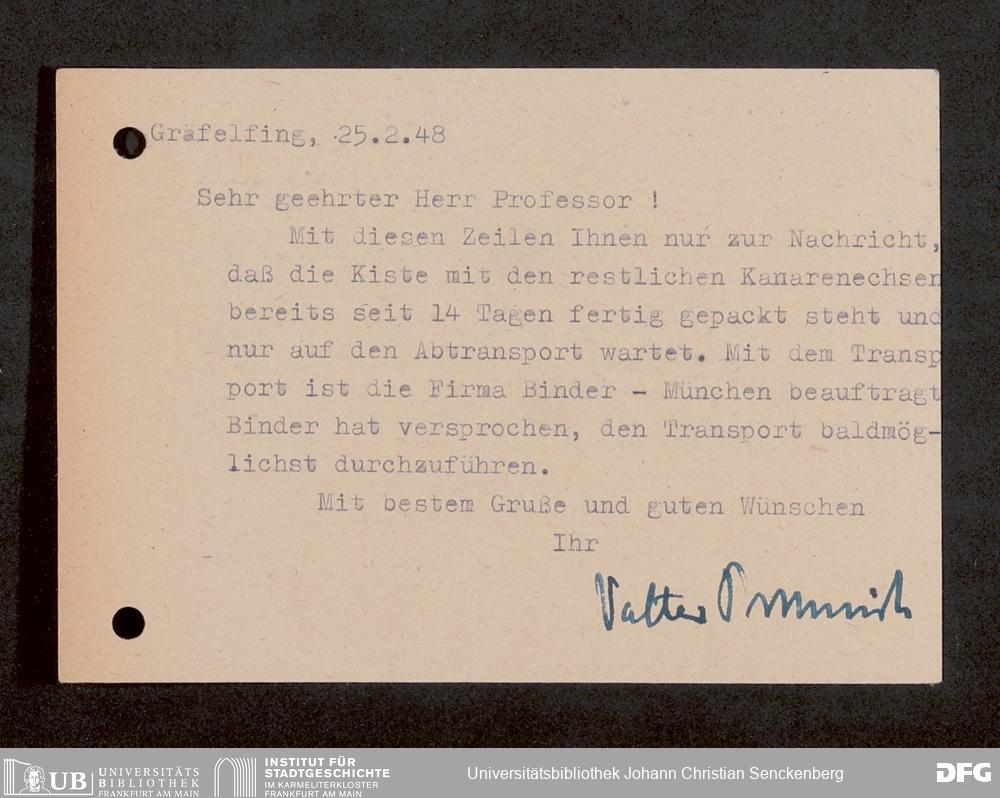 Gräfelfing, 25.2.48
Sehr geehrter Herr Professor !
Mit diesen Zeilen Ihnen nur zur Nachricht,
daß die Kiste mit den restlichen Kanarenechsen
bereits seit 14 Tagen fertig gepackt steht und
nur auf den Abtransport wartet. Mit dem Transp
port ist die Firma Binder - München beauftragt
Binder hat versprochen, den Transport baldmög-
lichst durchzuführen.
Mit bestem Gruße und guten Wünschen
Ihr
Walter
UB UNIVERSITÄTS
BIBLIOTHEK
FRANKFURT AM MAIN
INSTITUT FÜR
STADTGESCHICHTE
IM KARMELITERKLOSTER
FRANKFURT AM MAIN
Universitätsbibliothek Johann Christian Senckenberg
DFG